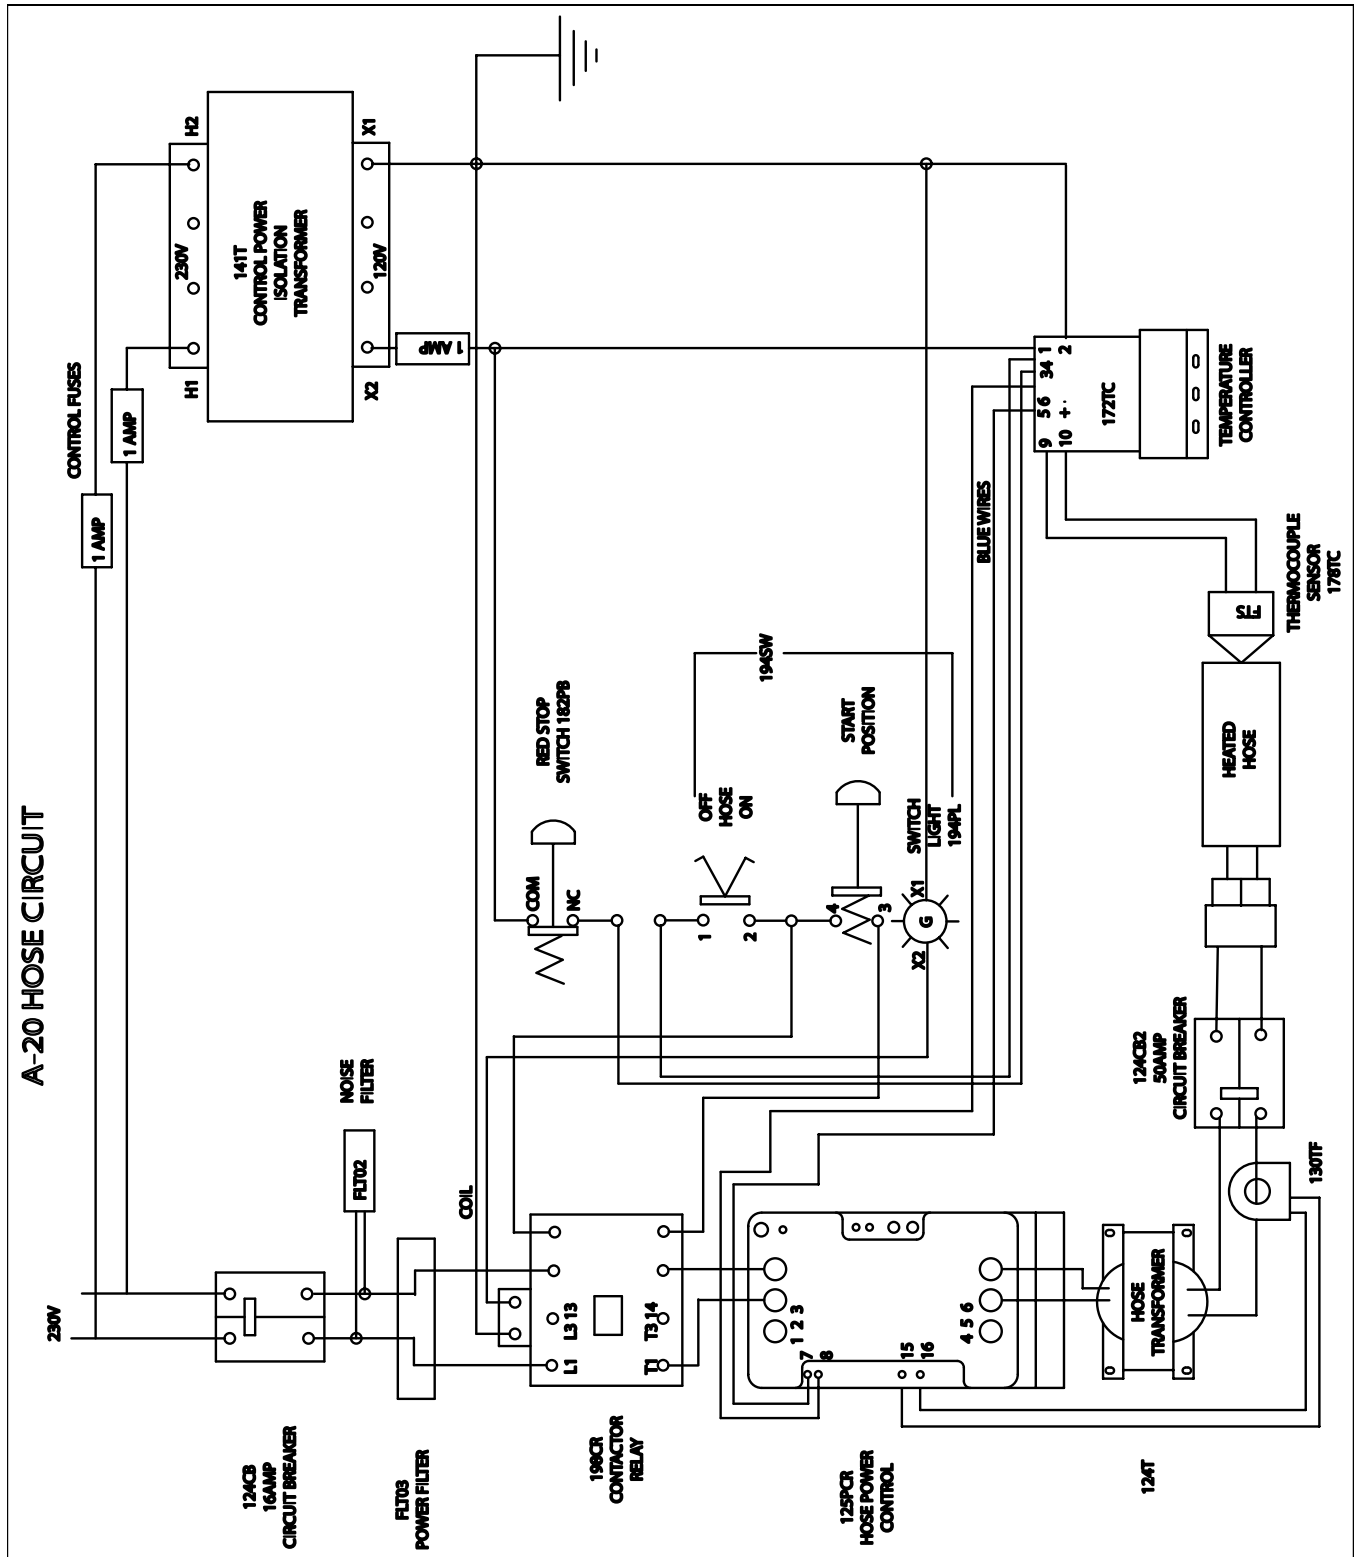 A-20 HOSE CIRCUIT
230V
124CB
16AMP
CIRCUIT BREAKER
NOISE
FILTER
FLT02
FLT03
POWER FILTER
CONTROL FUSES
1 AMP
1 AMP
H1
230V
H2
141T
CONTROL POWER
ISOLATION
TRANSFORMER
X2
120V
X1
1 AMP
COIL
L1
L3 13
T1
T3 14
198CR
CONTACTOR
RELAY
COM
NC
RED STOP
SWITCH 182PB
1
2
OFF
HOSE
ON
194SW
4
3
START
POSITION
X2
G
X1
SWITCH
LIGHT
194PL
BLUE WIRES
1
2
34
5 6
+ -
9
10
172TC
TEMPERATURE
CONTROLLER
1 2 3
7
8
15
16
4 5 6
125PCR
HOSE POWER
CONTROL
HOSE
TRANSFORMER
124T
130TF
124CB2
50AMP
CIRCUIT BREAKER
HEATED
HOSE
FTS
THERMOCOUPLE
SENSOR
178TC